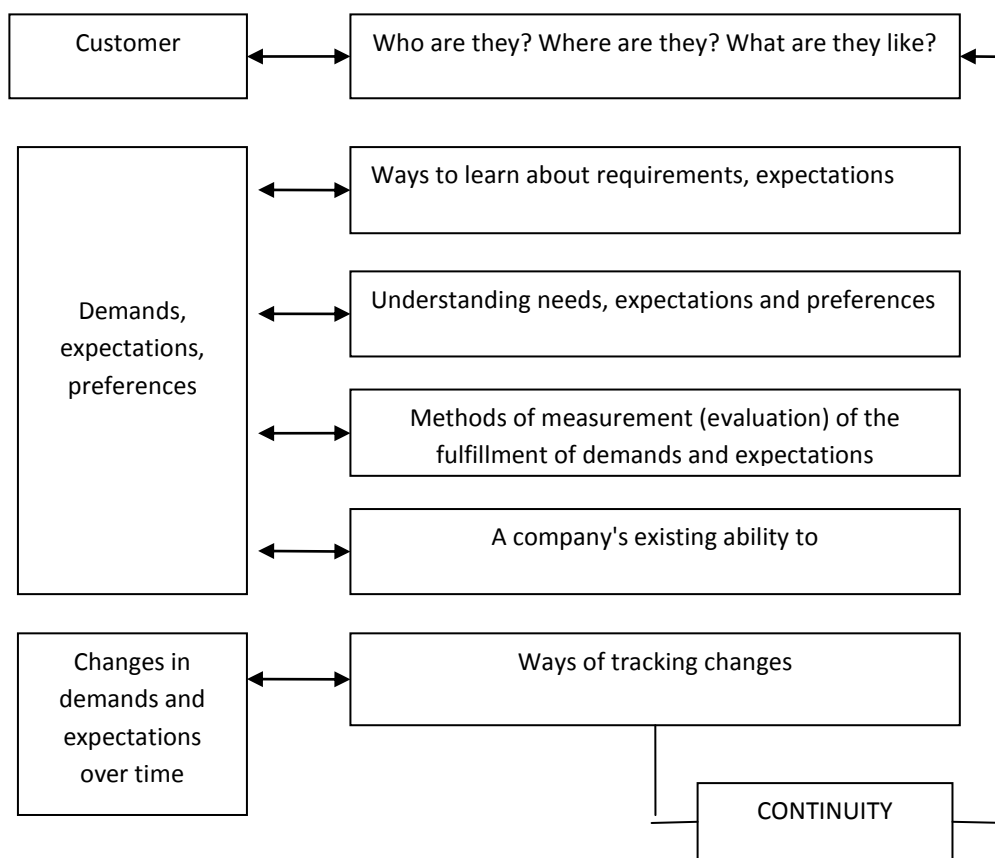 Customer
Who are they? Where are they? What are they like?
Demands,
expectations,
preferences
Ways to learn about requirements, expectations
Understanding needs, expectations and preferences
Methods of measurement (evaluation) of the
fulfillment of demands and expectations
A company's existing ability to
Changes in
demands and
expectations
over time
Ways of tracking changes
CONTINUITY